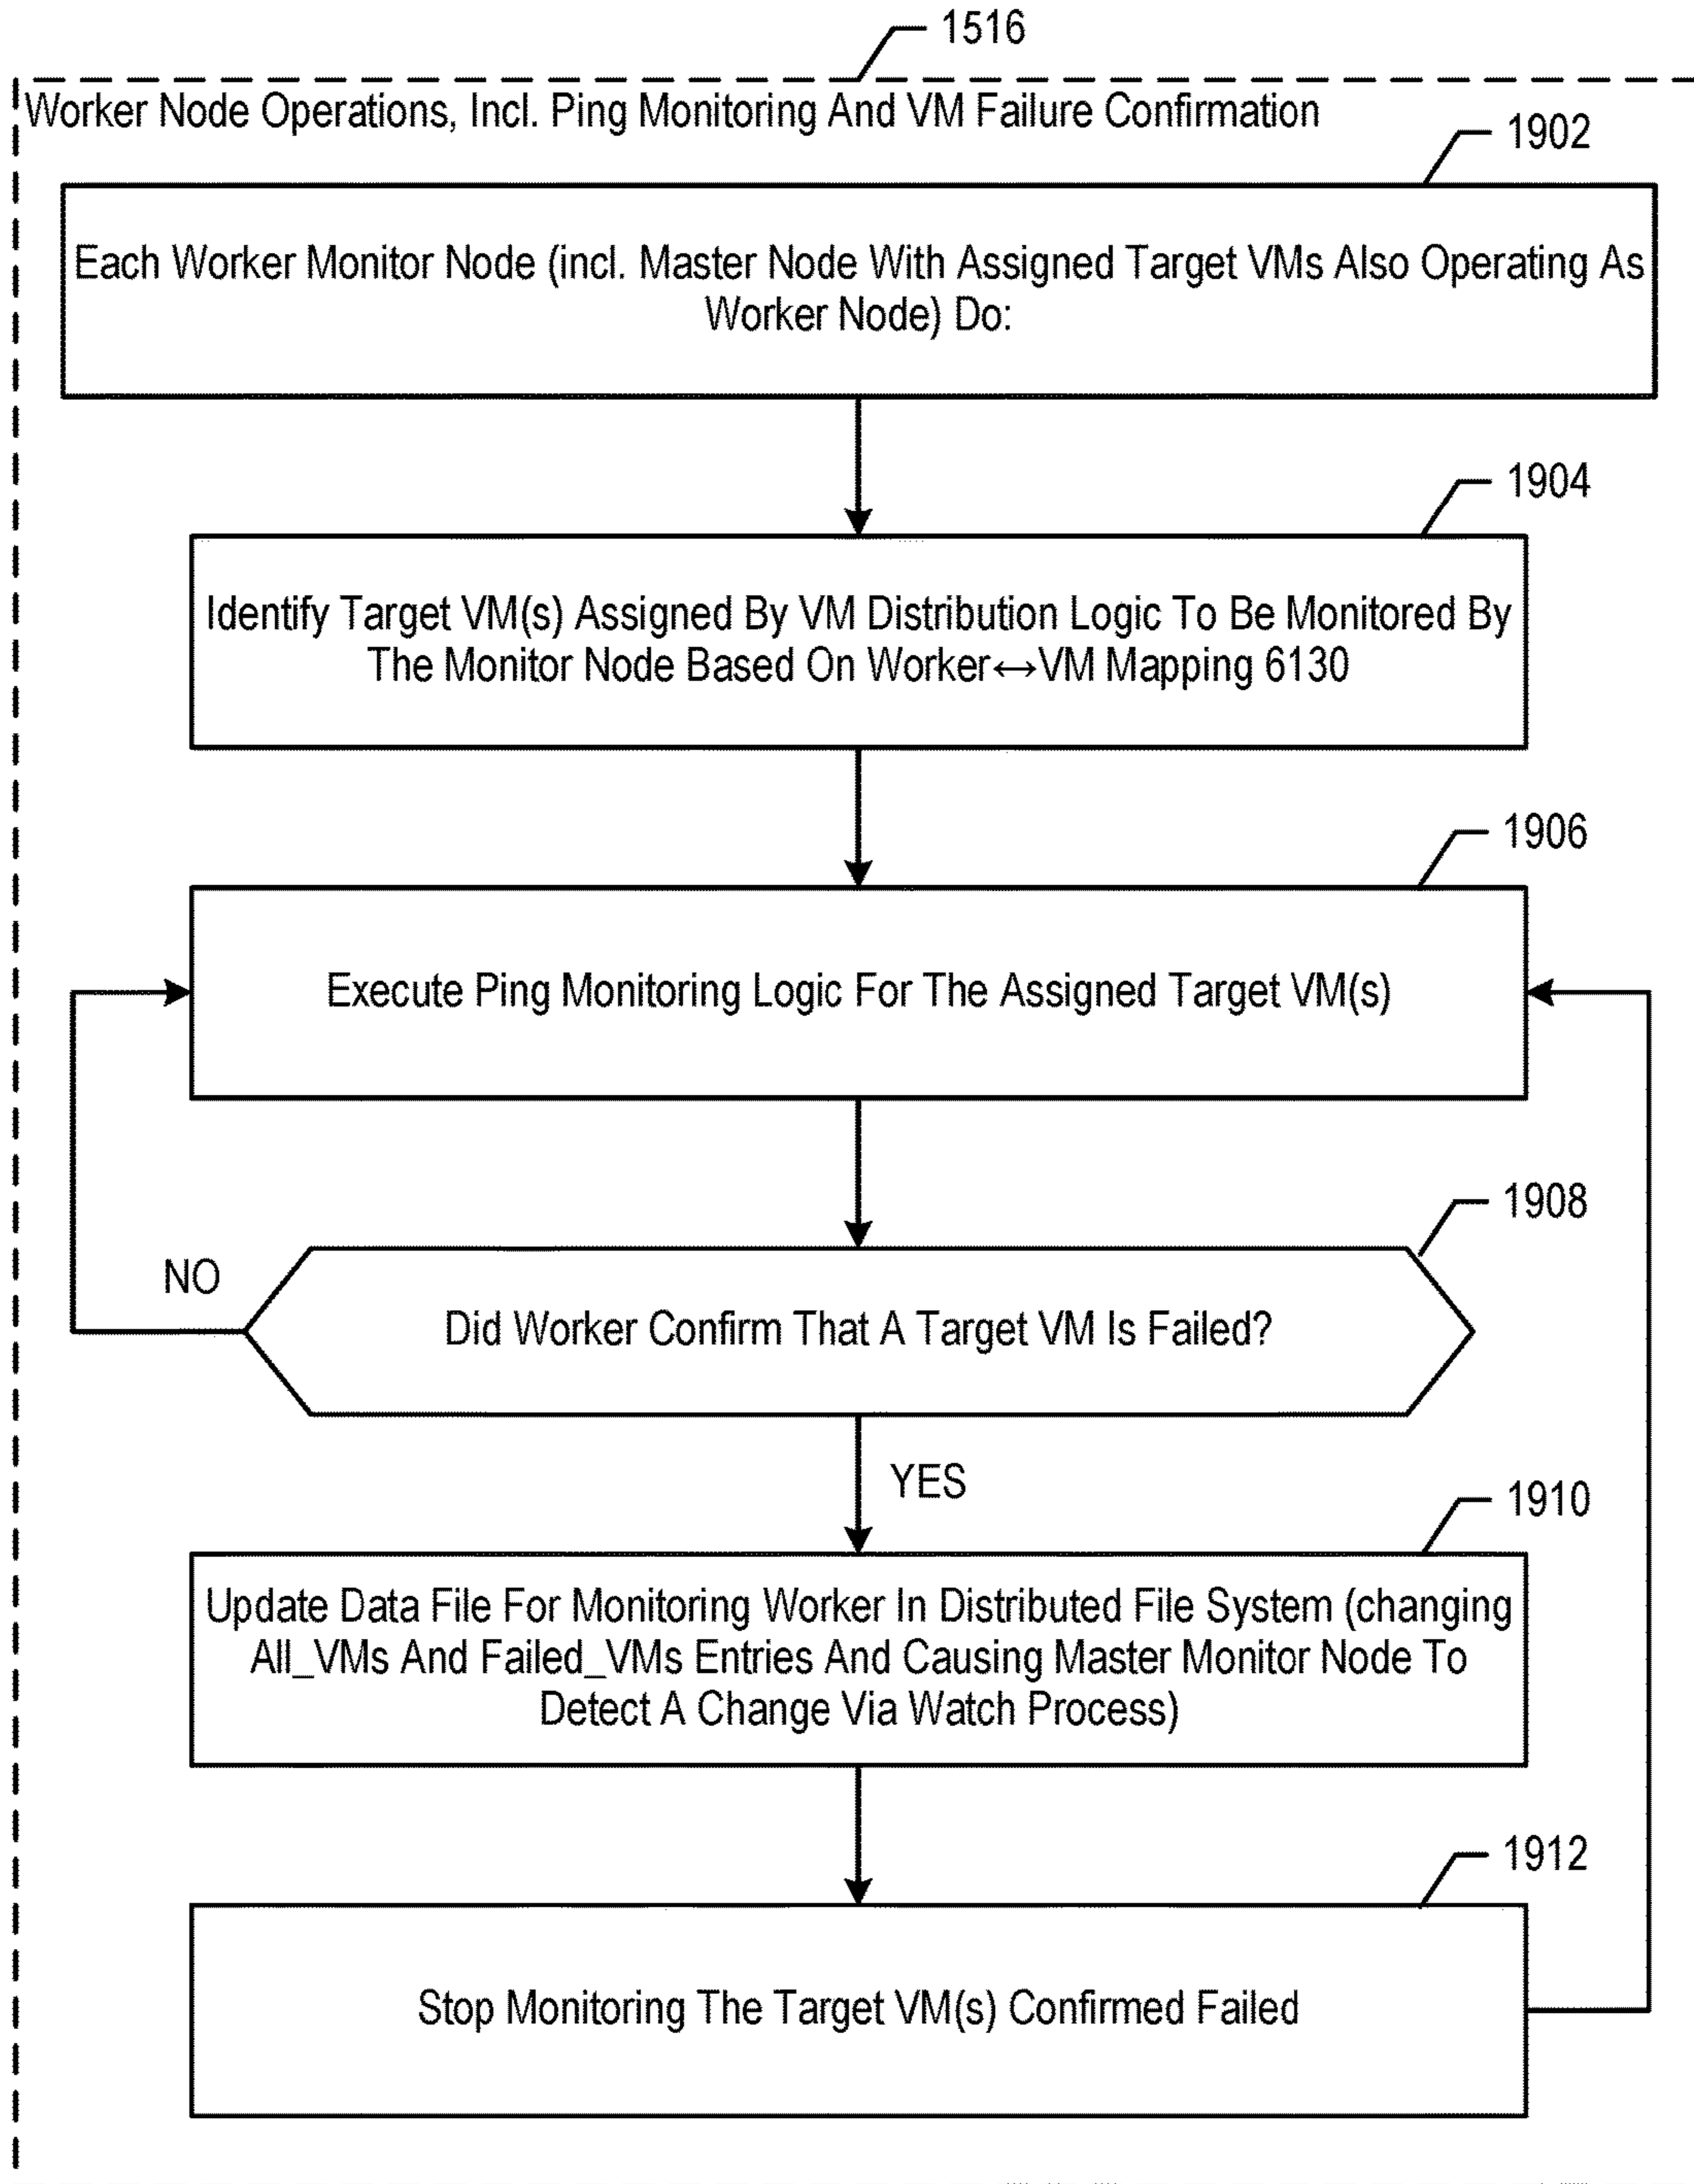 1516
Worker Node Operations, Incl. Ping Monitoring And VM Failure Confirmation
1902
Each Worker Monitor Node (incl. Master Node With Assigned Target VMs Also Operating As
Worker Node) Do:
1904
Identify Target VM(s) Assigned By VM Distribution Logic To Be Monitored By
The Monitor Node Based On Worker↔VM Mapping 6130
1906
Execute Ping Monitoring Logic For The Assigned Target VM(s)
1908
NO
Did Worker Confirm That A Target VM Is Failed?
YES
1910
Update Data File For Monitoring Worker In Distributed File System (changing
All_VMs And Failed_VMs Entries And Causing Master Monitor Node To
Detect A Change Via Watch Process)
1912
Stop Monitoring The Target VM(s) Confirmed Failed